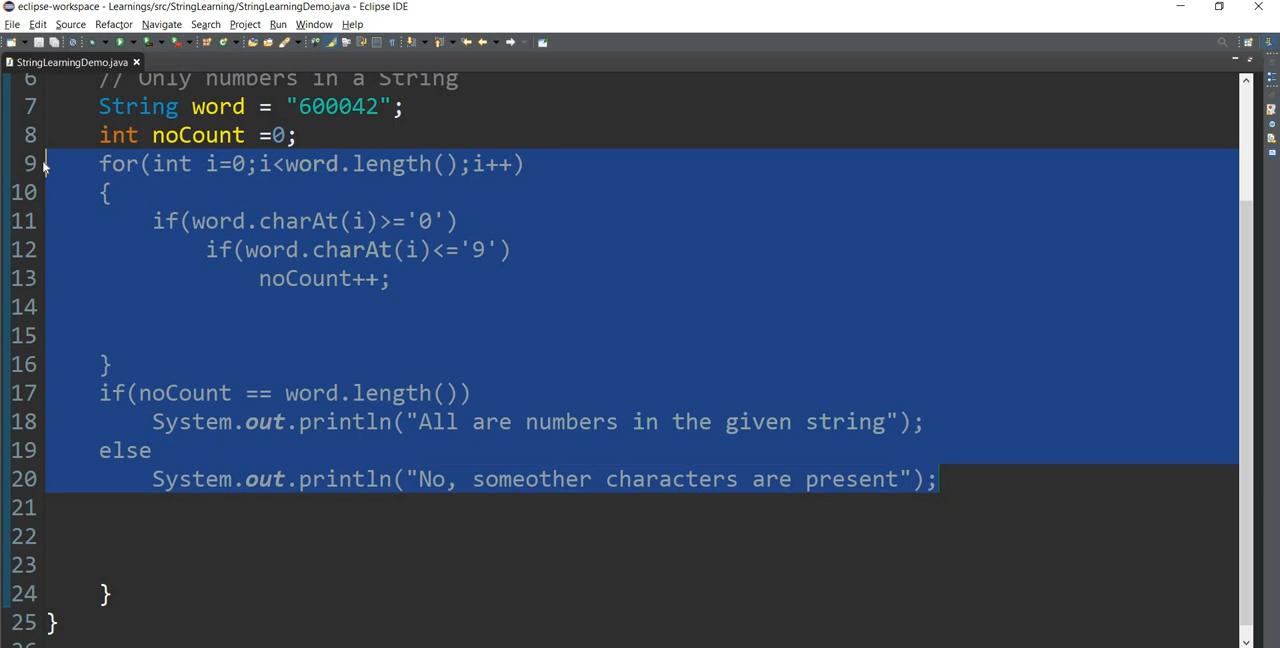 eclipse-workspace - Learnings/src/StringLearning/StringLearningDemo.java - Eclipse IDE
File Edit Source Refactor Navigate Search Project Run Window Help
StringLearningDemo.java
6 // Only numbers in a String
7 String word = "600042";
8 int noCount =0;
9 for(int i=0;i<word.length();i++)
10 {
11 if(word.charAt(i)>='0')
12 if(word.charAt(i)<='9')
13 noCount++;
14
15
16 }
17 if(noCount == word.length())
18 System.out.println("All are numbers in the given string");
19 else
20 System.out.println("No, someother characters are present");
21
22
23
24 }
25 }
26